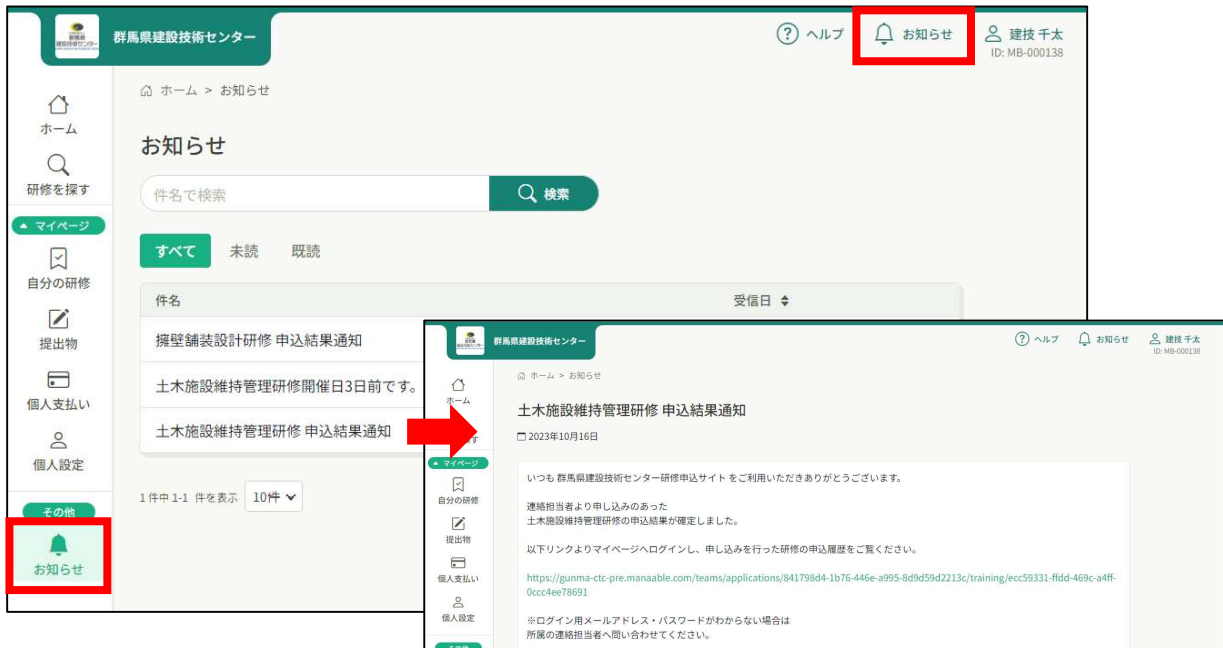 群馬県建設技術センター
ヘルプ
お知らせ
建技 千太
ID: MB-000138
ホーム > お知らせ
ホーム
研修を探す
マイページ
自分の研修
提出物
個人支払い
個人設定
その他
お知らせ
お知らせ
件名で検索
検索
すべて 未読 既読
件名 受信日
擁壁舗装設計研修 申込結果通知
土木施設維持管理研修開催日3日前です。
土木施設維持管理研修 申込結果通知
1 件中 1-1 件を表示 10件
群馬県建設技術センター
ヘルプ
お知らせ
建技 千太
ID: MB-000138
ホーム > お知らせ
ホーム
す
マイページ
自分の研修
提出物
個人支払い
個人設定
土木施設維持管理研修 申込結果通知
2023年10月16日
いつも 群馬県建設技術センター研修申込サイト をご利用いただきありがとうございます。
連絡担当者より申し込みのあった
土木施設維持管理研修の申込結果が確定しました。
以下リンクよりマイページへログインし、申し込みを行った研修の申込履歴をご覧ください。
https://gunma-ctc-pre.manaable.com/teams/applications/841798d4-1b76-446e-a995-8d9d59d2213c/training/ecc59331-ffdd-469c-a4ff-
0ccc4ee78691
※ログイン用メールアドレス・パスワードがわからない場合は
所属の連絡担当者へ問い合わせてください。